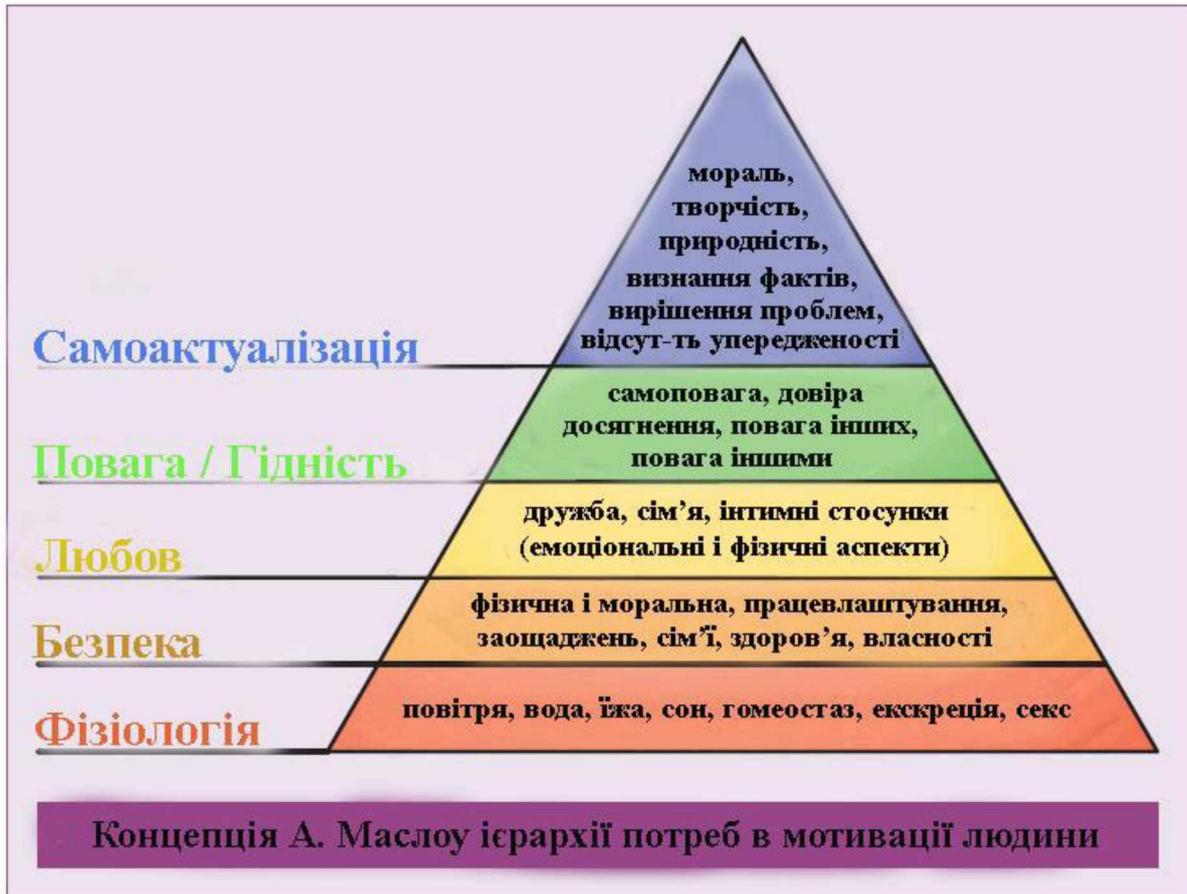 мораль,
творчість,
природність,
визнання фактів,
вирішення проблем,
відсут-ть упередженості
Самоактуалізація
самоповага, довіра
досягнення, повага інших,
повага іншими
Повага / Гідність
дружба, сім’я, інтимні стосунки
(емоціональні і фізичні аспекти)
Любов
фізична і моральна, працевлаштування,
заощаджень, сім’ї, здоров’я, власності
Безпека
повітря, вода, їжа, сон, гомеостаз, екскреція, секс
Фізіологія
Концепція А. Маслоу ієрархії потреб в мотивації людини